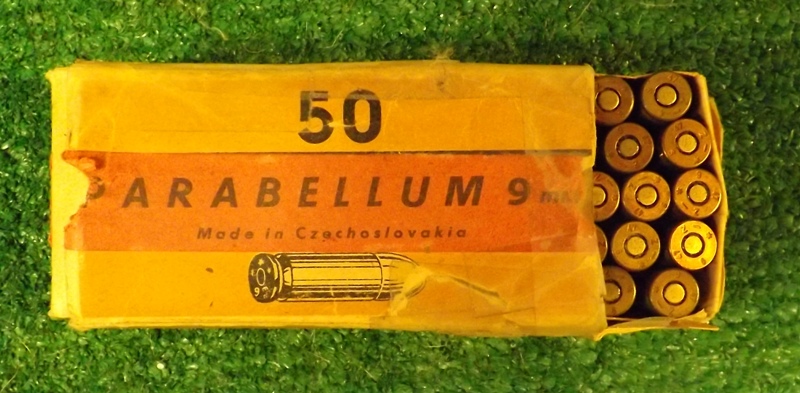 50
PARABELLUM 9 mm
Made in Czechoslovakia